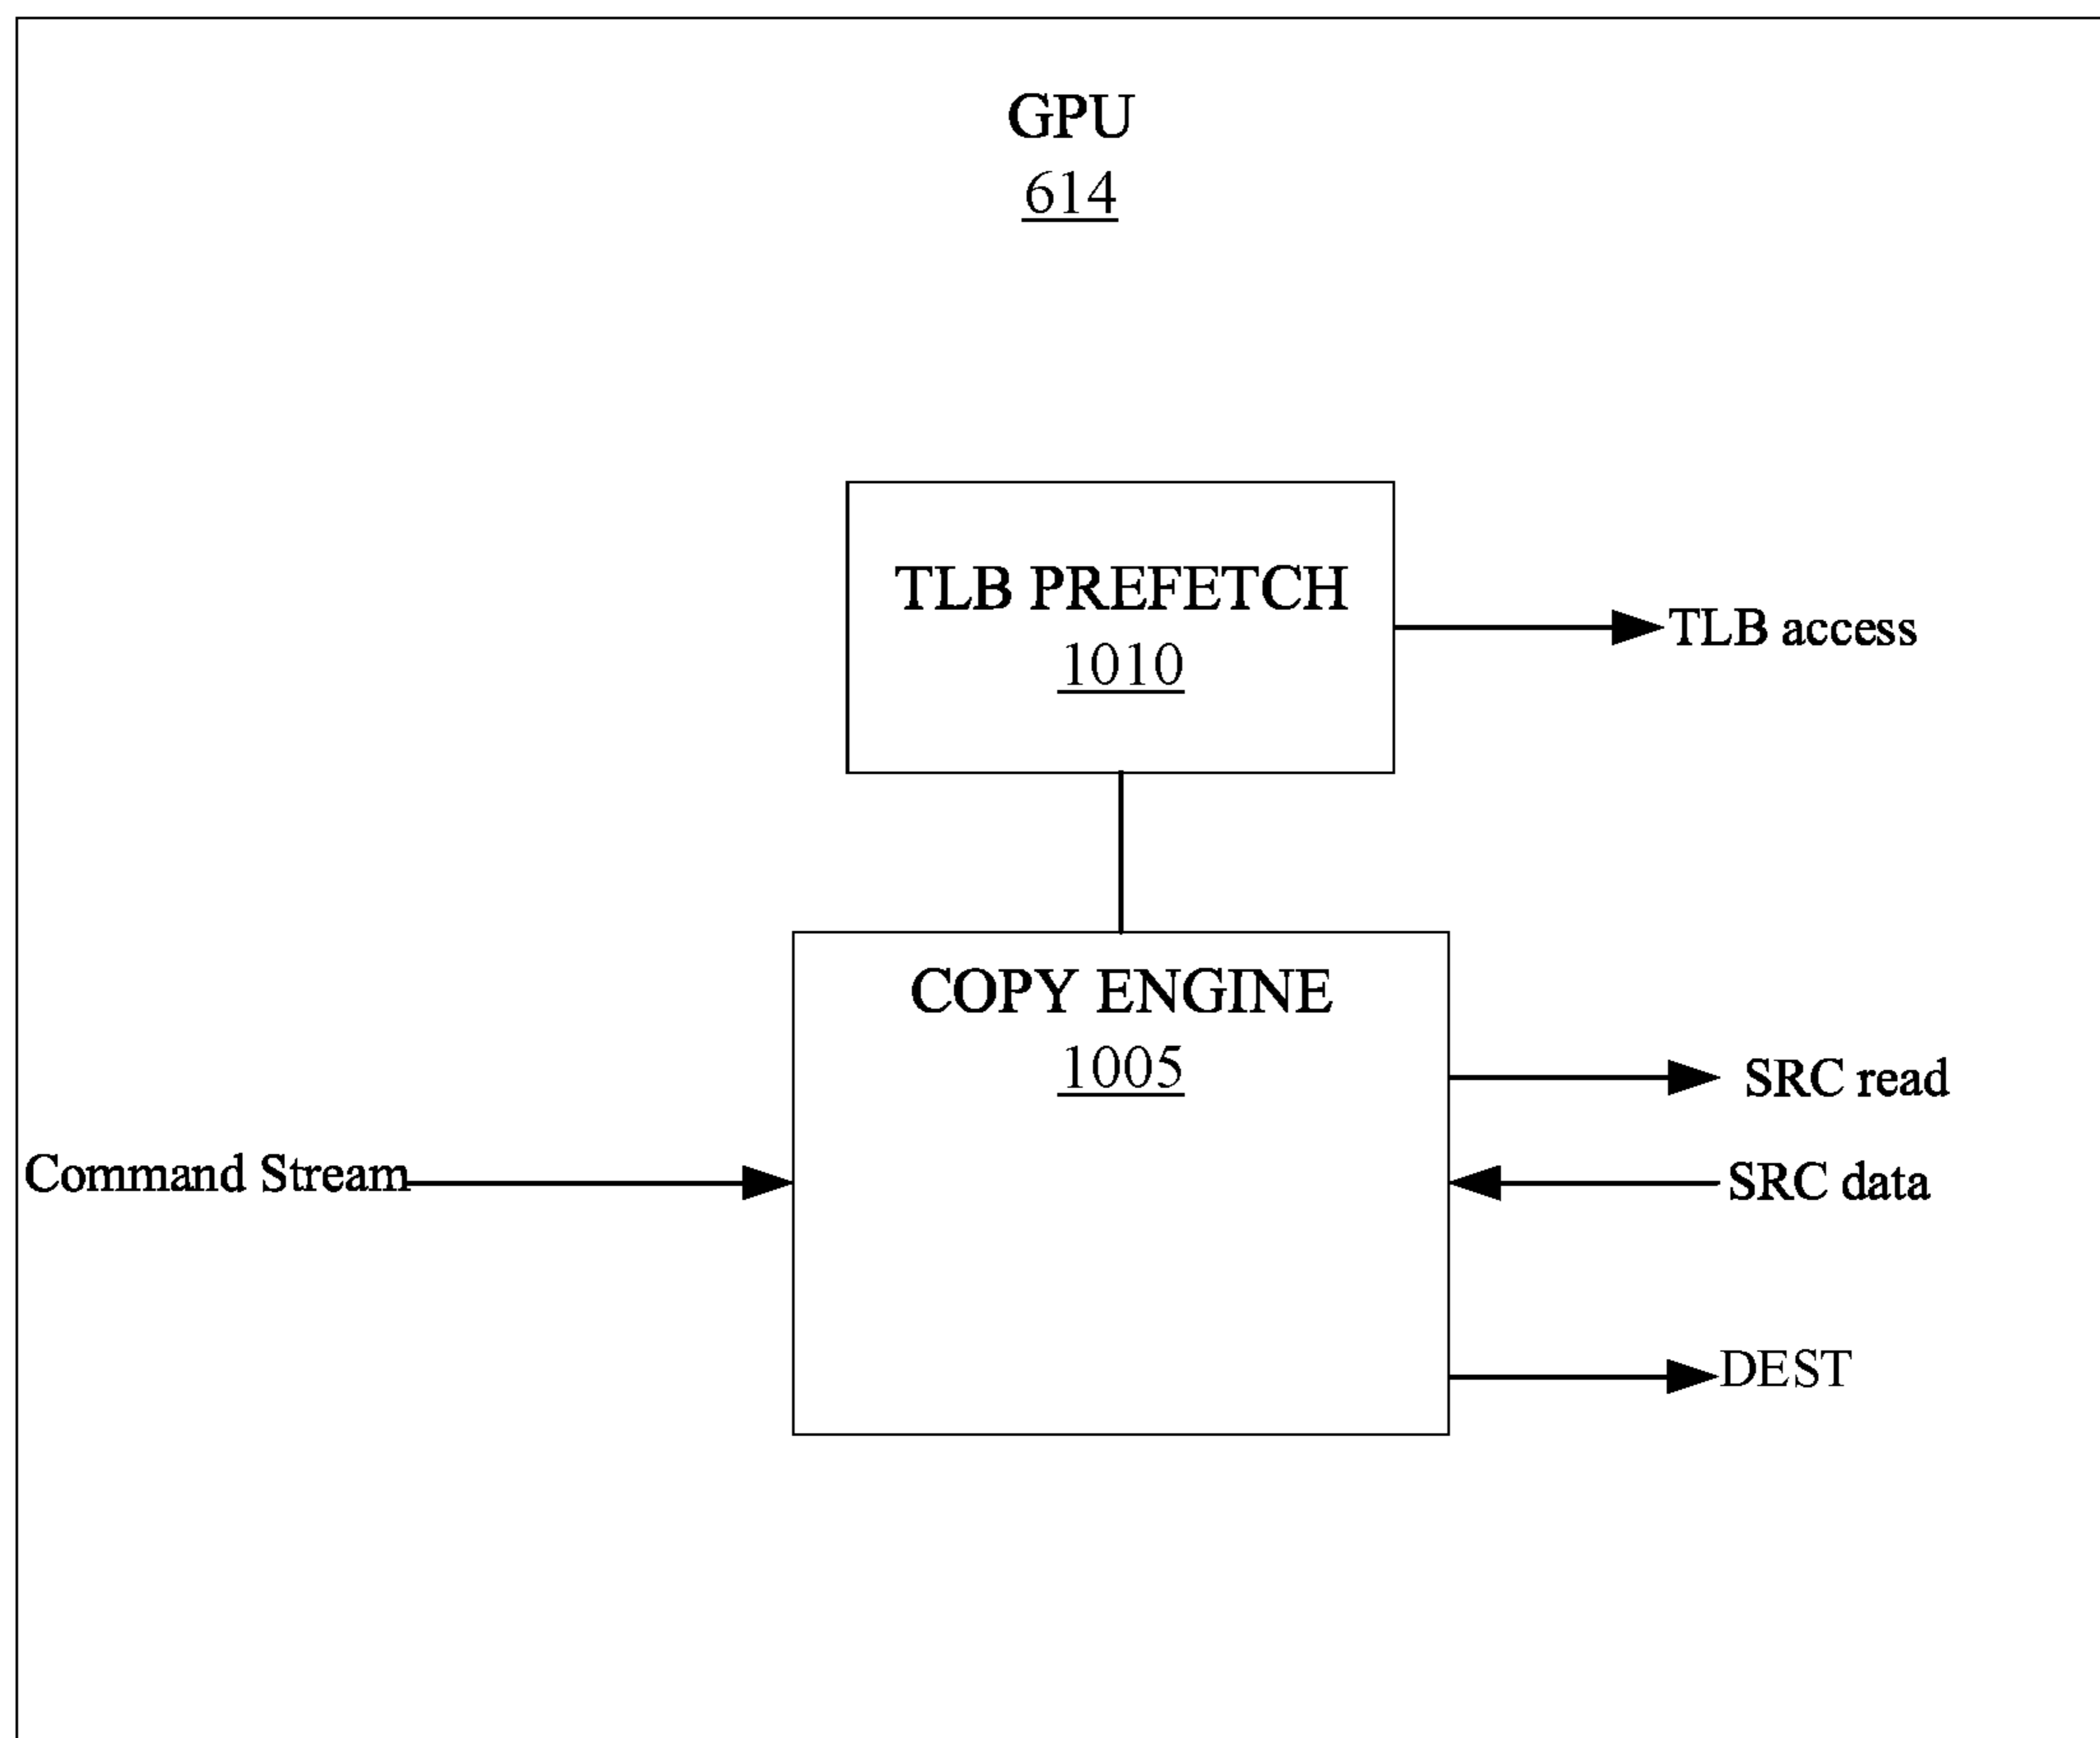 GPU
614
TLB PREFETCH
1010
TLB access
COPY ENGINE
1005
SRC read
Command Stream
SRC data
DEST